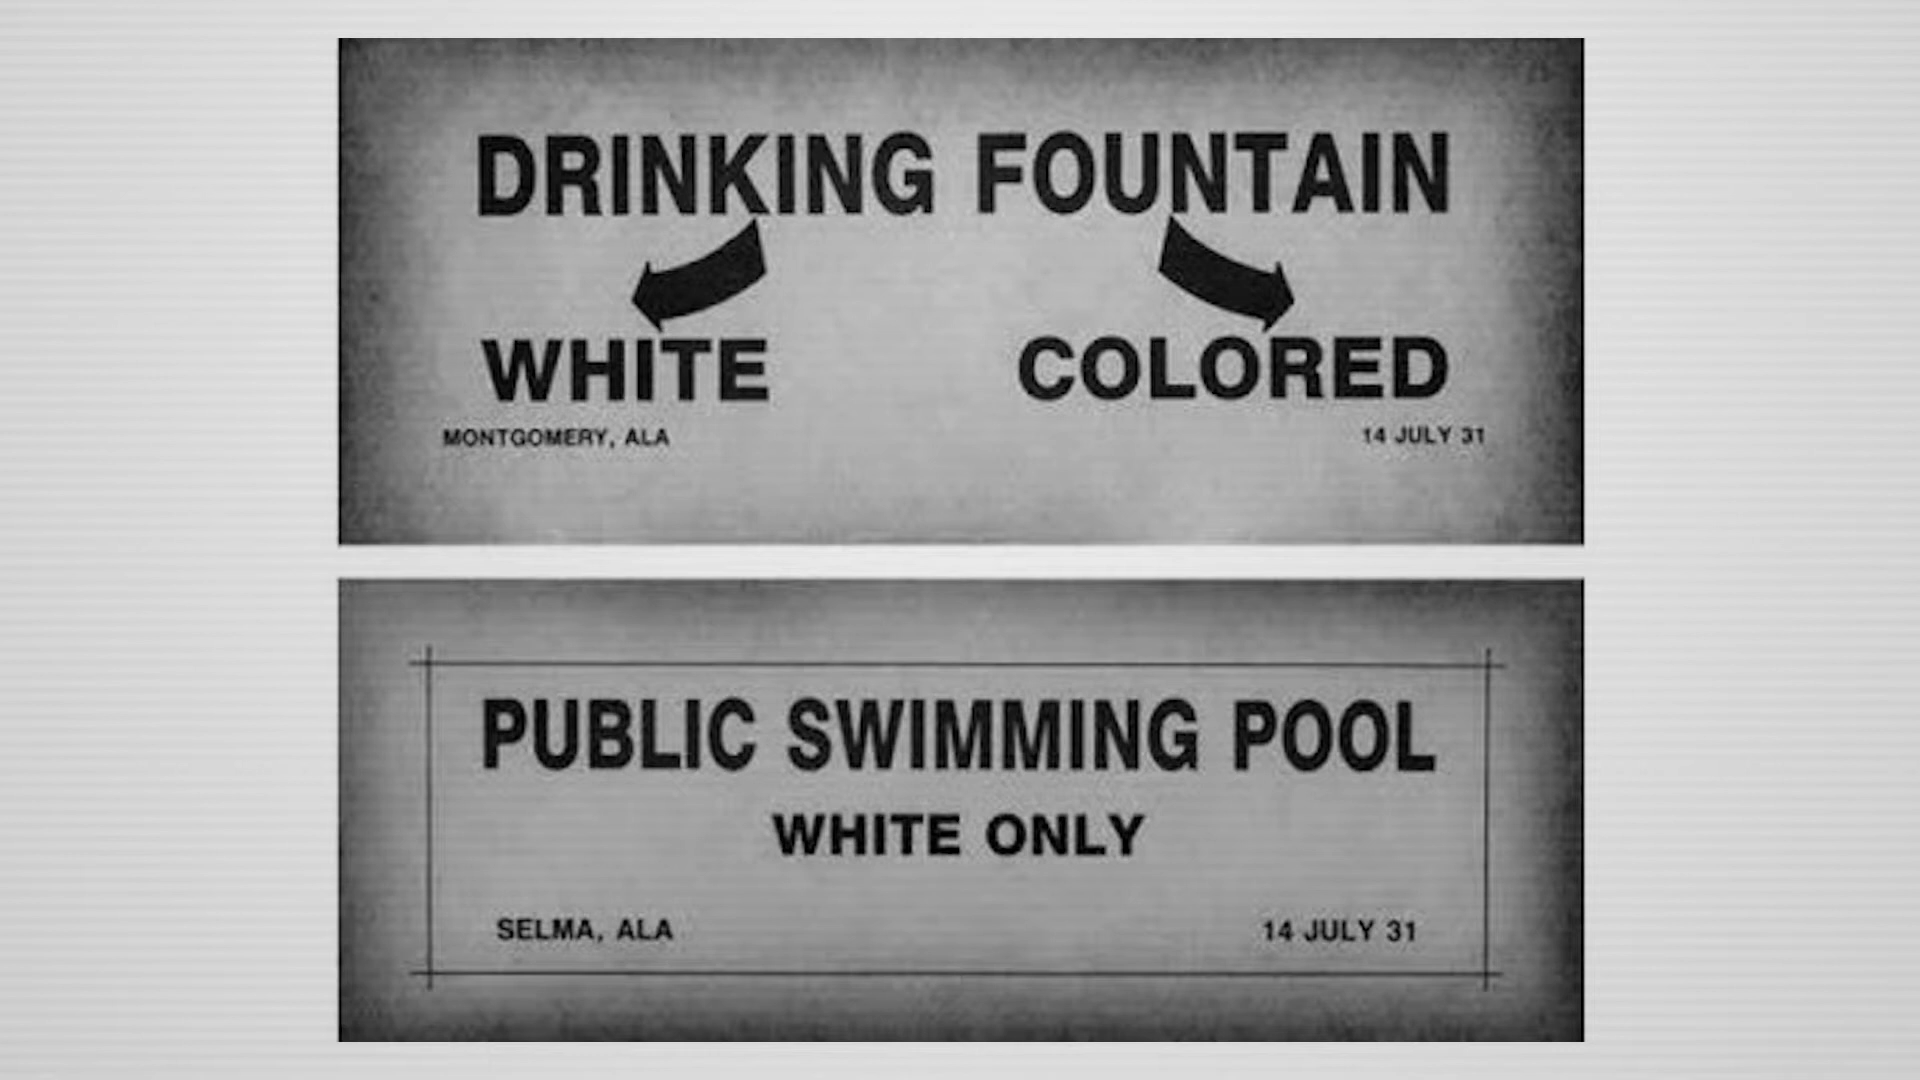 DRINKING FOUNTAIN
WHITE COLORED
MONTGOMERY, ALA 14 JULY 31
PUBLIC SWIMMING POOL
WHITE ONLY
SELMA, ALA 14 JULY 31